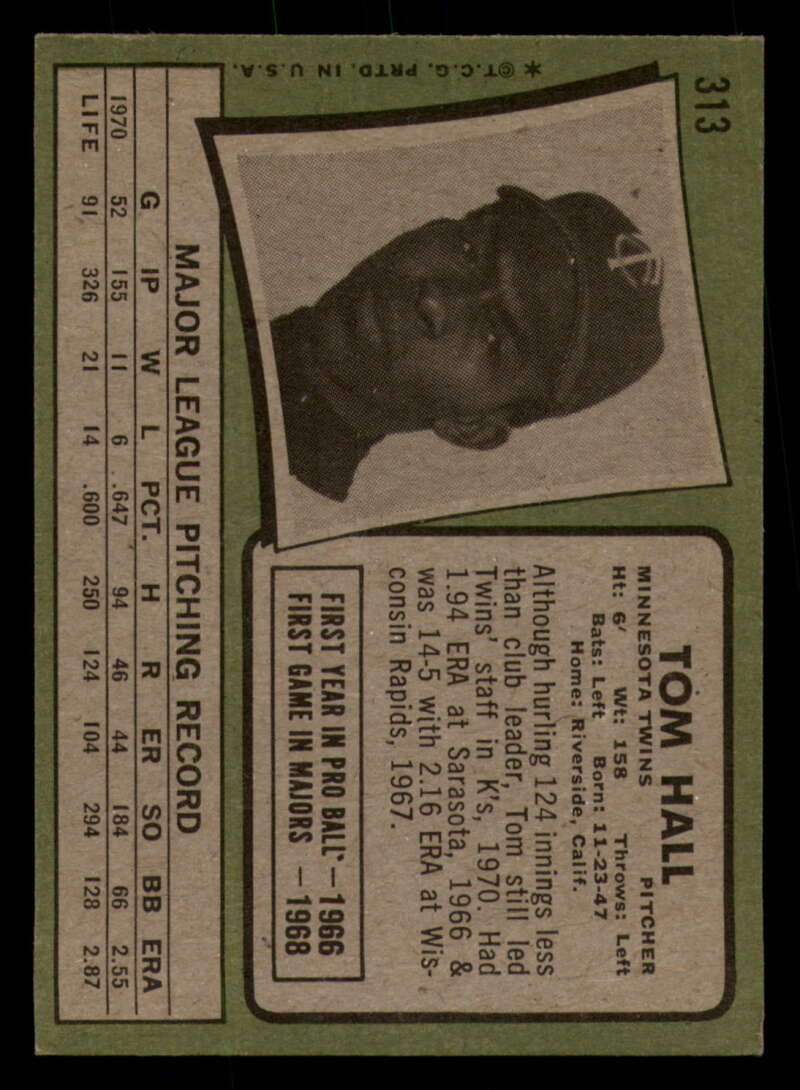 313
*©T.C.G. PRTD. IN U.S.A.
TOM HALL
MINNESOTA TWINS PITCHER
Ht: 6' Wt: 158 Throws: Left
Bats: Left Born: 11-23-47
Home: Riverside, Calif.
Although hurling 124 innings less
than club leader, Tom still led
Twins' staff in K's, 1970. Had
1.94 ERA at Sarasota, 1966 &
was 14-5 with 2.16 ERA at Wis-
consin Rapids, 1967.
FIRST YEAR IN PRO BALL — 1966
FIRST GAME IN MAJORS — 1968
MAJOR LEAGUE PITCHING RECORD
G IP W L PCT. H R ER SO BB ERA
1970 52 155 11 6 .647 94 46 44 184 66 2.55
LIFE 91 326 21 14 .600 250 124 104 294 128 2.87